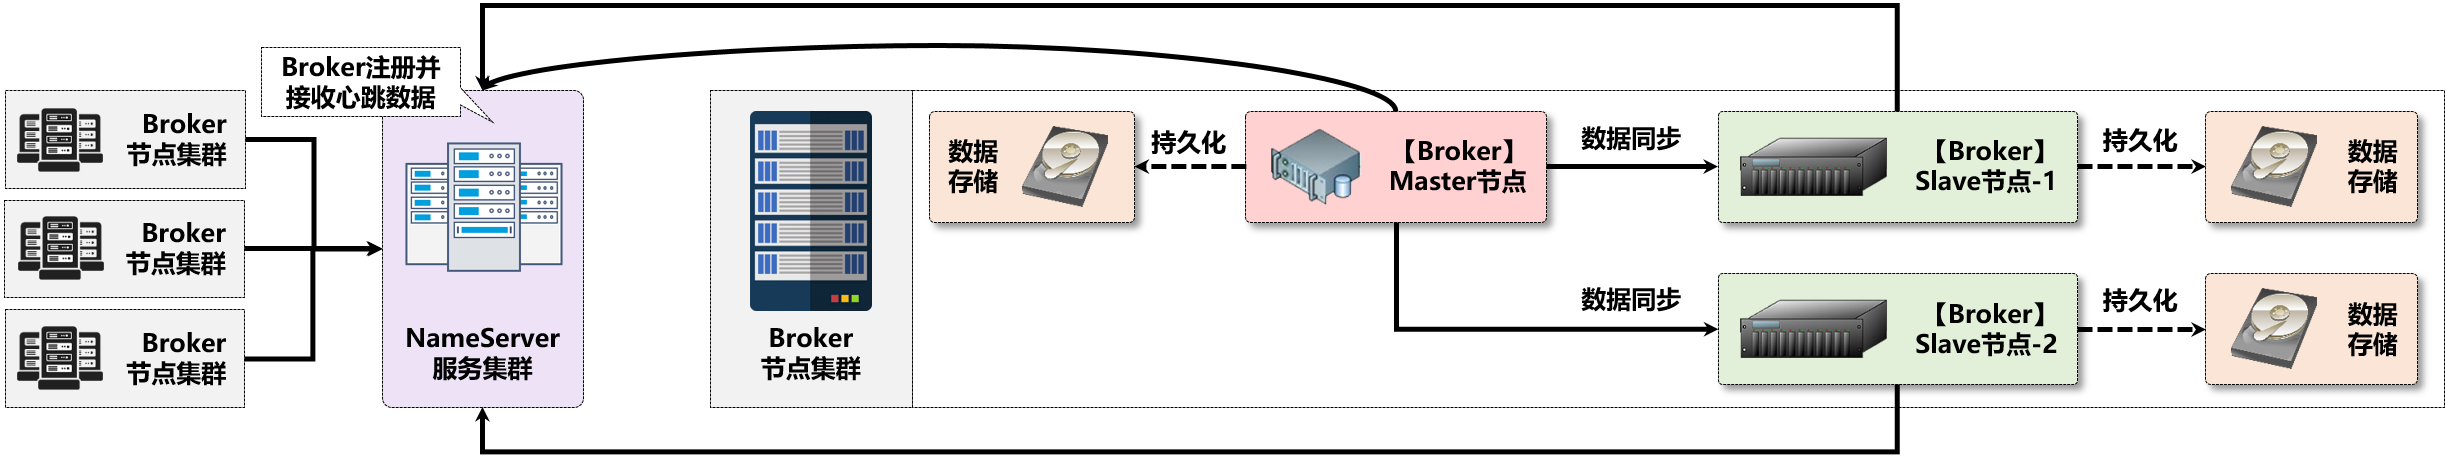 Broker注册并
接收心跳数据
Broker
节点集群
Broker
节点集群
Broker
节点集群
NameServer
服务集群
Broker
节点集群
数据
存储
持久化
【Broker】
Master节点
数据同步
【Broker】
Slave节点-1
持久化
数据
存储
数据同步
【Broker】
Slave节点-2
持久化
数据
存储